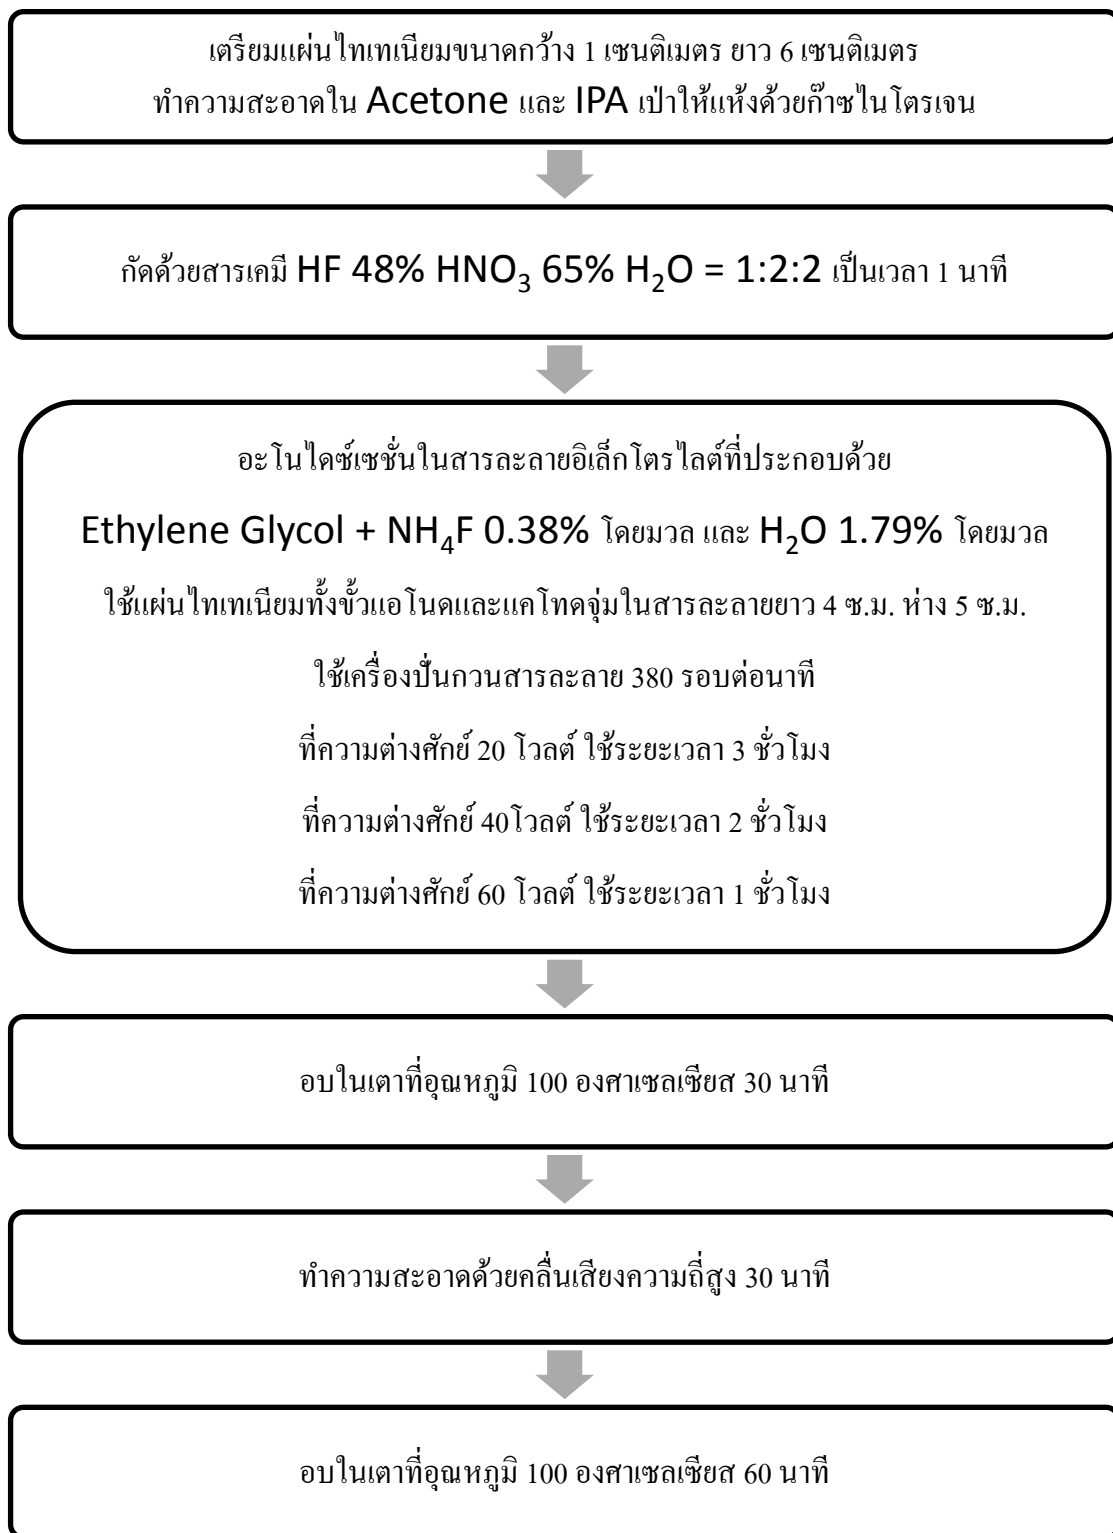 เตรียมแผ่นไทเทเนียมขนาดกว้าง 1 เซนติเมตร ยาว 6 เซนติเมตร
ทำความสะอาดใน Acetone และ IPA เป่าให้แห้งด้วยก๊าซไนโตรเจน
กัดด้วยสารเคมี HF 48% HNO₃ 65% H₂O = 1:2:2 เป็นเวลา 1 นาที
อะโนไดซ์เซชั่นในสารละลายอิเล็กโตรไลต์ที่ประกอบด้วย
Ethylene Glycol + NH₄F 0.38% โดยมวล และ H₂O 1.79% โดยมวล
ใช้แผ่นไทเทเนียมทั้งขั้วแอโนดและแคโทดจุ่มในสารละลายยาว 4 ซ.ม. ห่าง 5 ซ.ม.
ใช้เครื่องปั่นกวนสารละลาย 380 รอบต่อนาที
ที่ความต่างศักย์ 20 โวลต์ ใช้ระยะเวลา 3 ชั่วโมง
ที่ความต่างศักย์ 40โวลต์ ใช้ระยะเวลา 2 ชั่วโมง
ที่ความต่างศักย์ 60 โวลต์ ใช้ระยะเวลา 1 ชั่วโมง
อบในเตาที่อุณหภูมิ 100 องศาเซลเซียส 30 นาที
ทำความสะอาดด้วยคลื่นเสียงความถี่สูง 30 นาที
อบในเตาที่อุณหภูมิ 100 องศาเซลเซียส 60 นาที